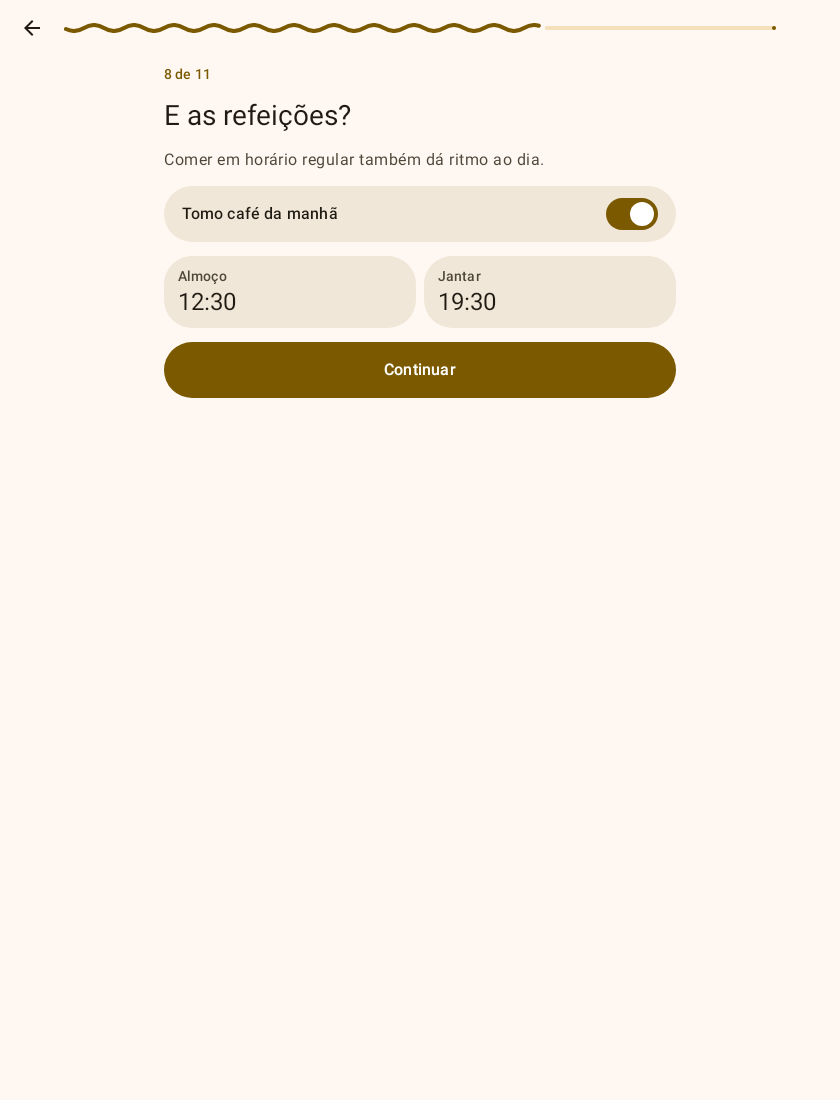 8 de 11
E as refeições?
Comer em horário regular também dá ritmo ao dia.
Tomo café da manhã
Almoço
12:30
Jantar
19:30
Continuar